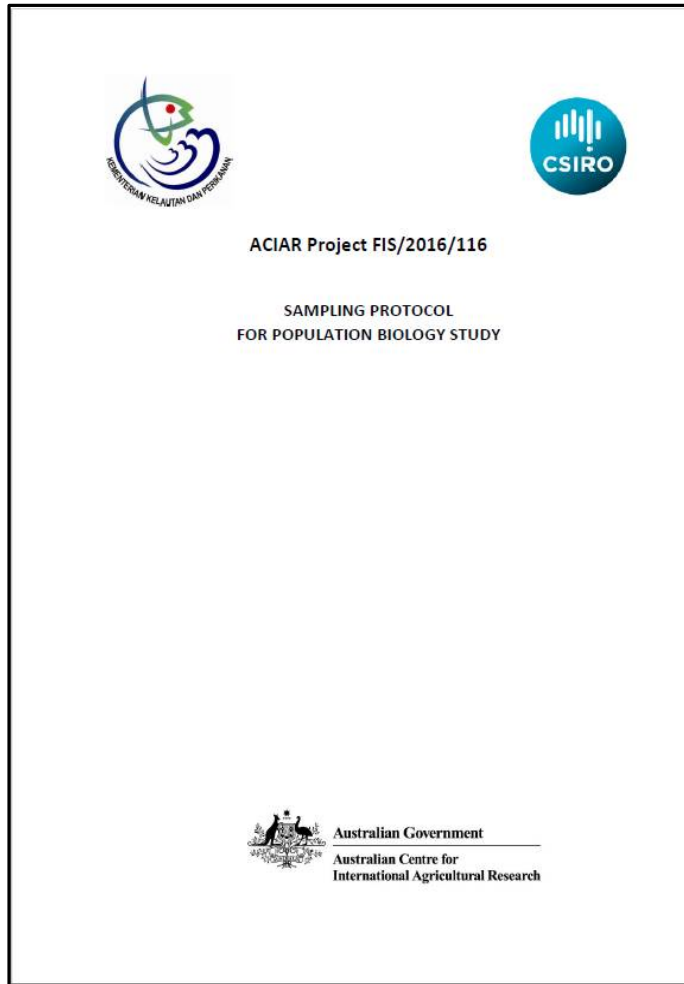 KEMENTERIAN KELAUTAN DAN PERIKANAN
CSIRO
ACIAR Project FIS/2016/116
SAMPLING PROTOCOL
FOR POPULATION BIOLOGY STUDY
Australian Government
Australian Centre for
International Agricultural Research